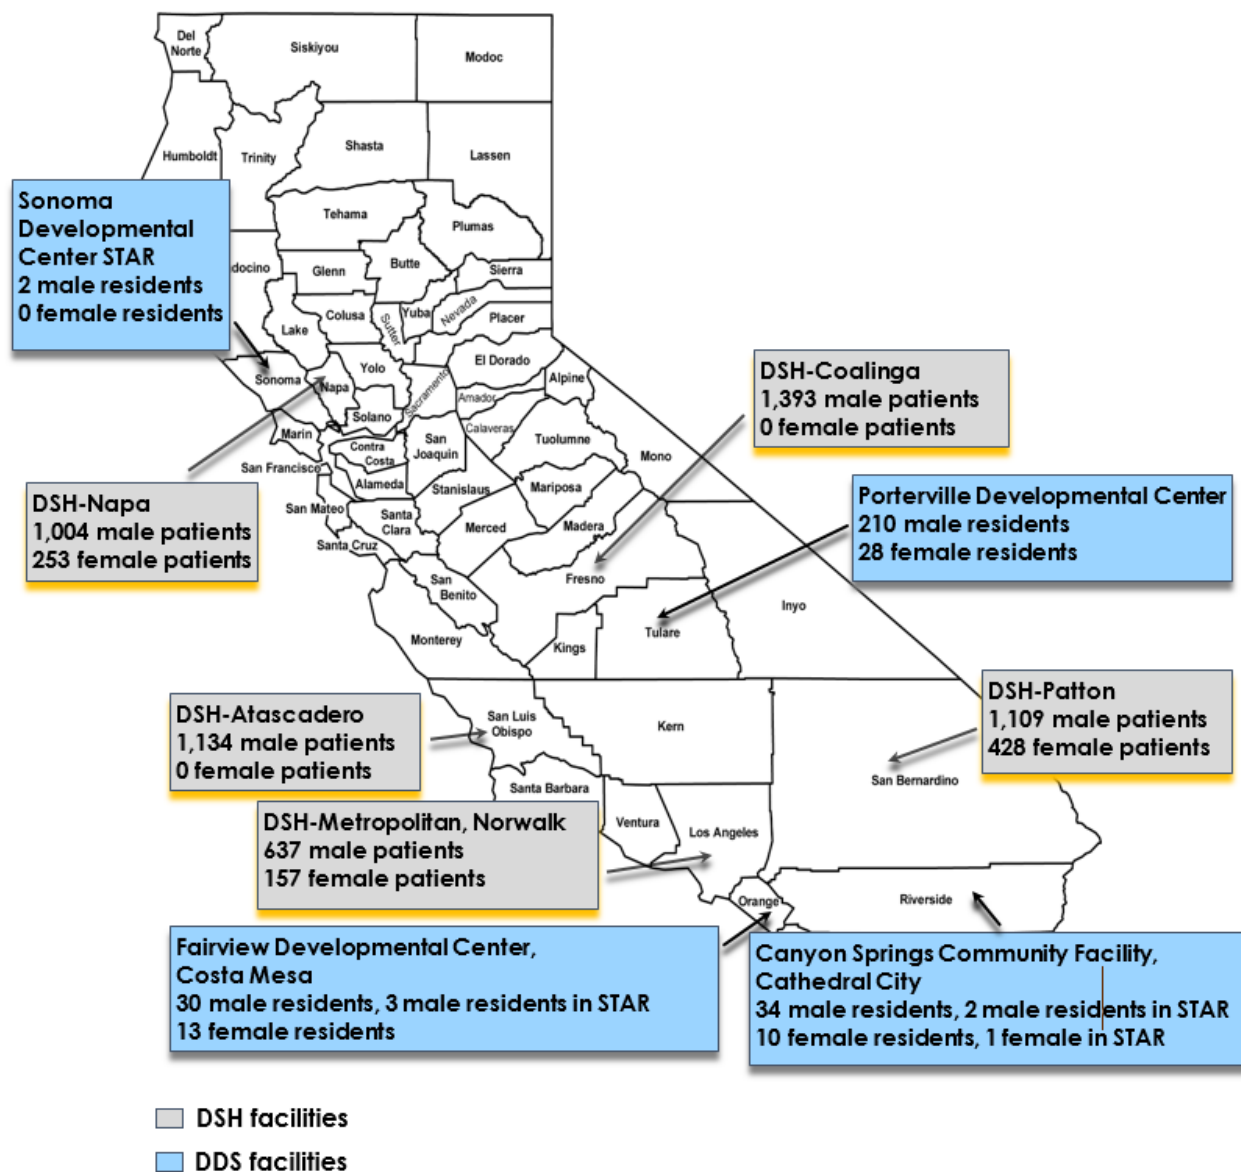 Del
Norte
Siskiyou
Modoc
Humboldt
Trinity
Shasta
Lassen
Sonoma
Developmental
Center STAR
2 male residents
0 female residents
Tehama
Plumas
docino
Glenn
Butte
Sierra
Lake
Colusa
Sutter
Yuba
Nevada
Placer
Sonoma
Napa
Yolo
Sacramento
El Dorado
Alpine
Amador
Solano
Calaveras
Marin
Contra
Costa
San
Joaquin
Tuolumne
Mono
San Francisco
Alameda
Stanislaus
Mariposa
San Mateo
Santa
Clara
Merced
Madera
Santa Cruz
DSH-Coalinga
1,393 male patients
0 female patients
DSH-Napa
1,004 male patients
253 female patients
Porterville Developmental Center
210 male residents
28 female residents
San
Benito
Fresno
Inyo
Monterey
Kings
Tulare
DSH-Atascadero
1,134 male patients
0 female patients
San Luis
Obispo
Kern
DSH-Patton
1,109 male patients
428 female patients
San Bernardino
Santa Barbara
Ventura
Los Angeles
DSH-Metropolitan, Norwalk
637 male patients
157 female patients
Orange
Riverside
Fairview Developmental Center,
Costa Mesa
30 male residents, 3 male residents in STAR
13 female residents
Canyon Springs Community Facility,
Cathedral City
34 male residents, 2 male residents in STAR
10 female residents, 1 female in STAR
DSH facilities
DDS facilities